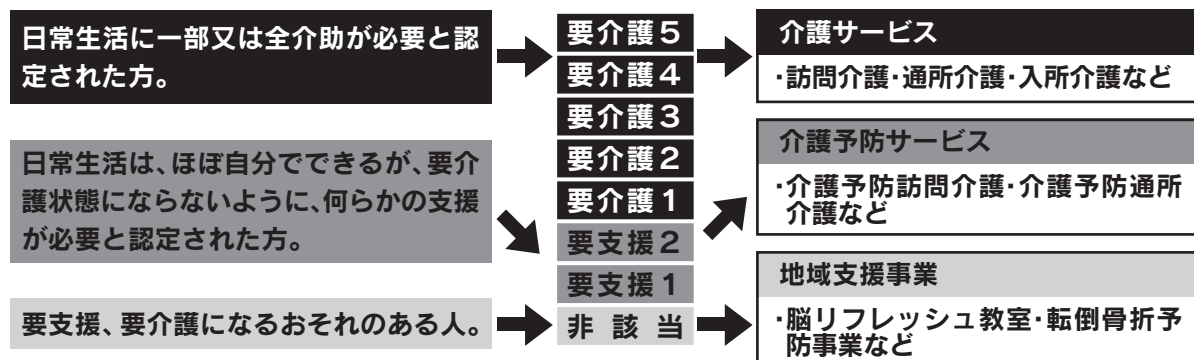 日常生活に一部又は全介助が必要と認
定された方。
日常生活は、ほぼ自分でできるが、要介
護状態にならないように、何らかの支援
が必要と認定された方。
要支援、要介護になるおそれのある人。
要介護5
要介護4
要介護3
要介護2
要介護1
要支援2
要支援1
非該当
介護サービス
・訪問介護・通所介護・入所介護など
介護予防サービス
・介護予防訪問介護・介護予防通所
介護など
地域支援事業
・脳リフレッシュ教室・転倒骨折予
防事業など